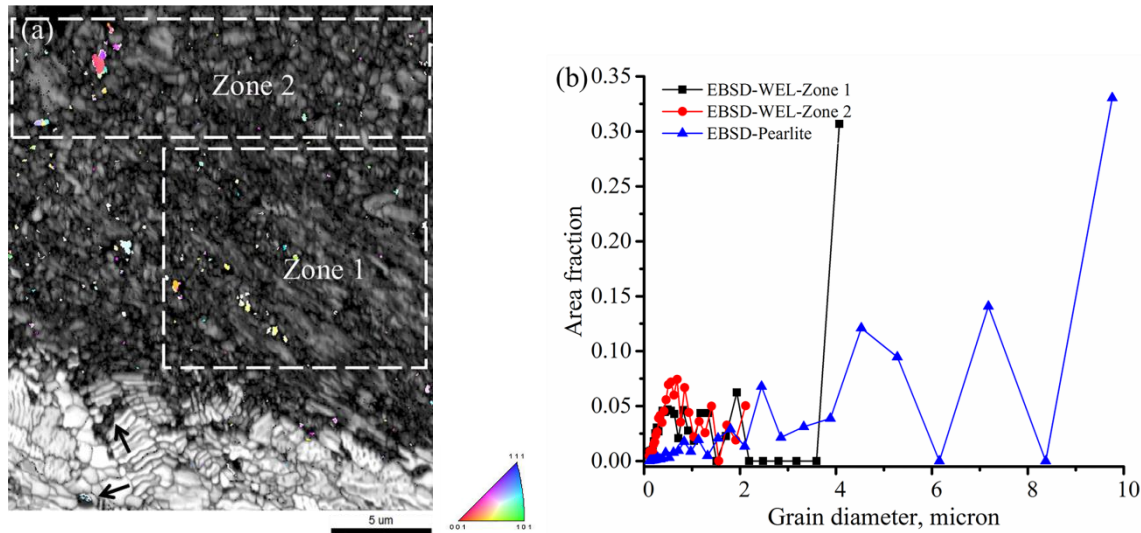 (a)
Zone 2
Zone 1
111
001 101
5 um
(b)
EBSD-WEL-Zone 1
EBSD-WEL-Zone 2
EBSD-Pearlite
0.35
0.30
0.25
0.20
0.15
0.10
0.05
0.00
Area fraction
0 2 4 6 8 10
Grain diameter, micron